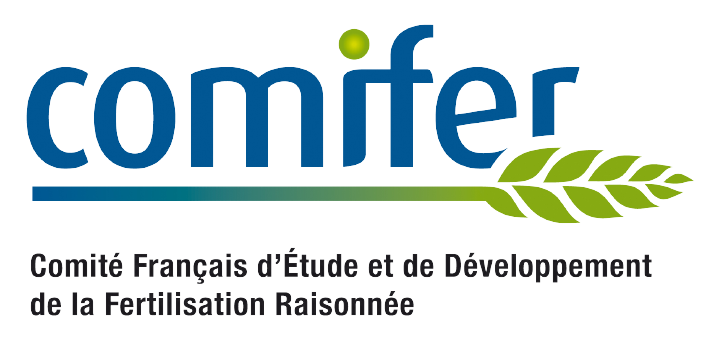 comifer
Comité Français d'Étude et de Développement
de la Fertilisation Raisonnée